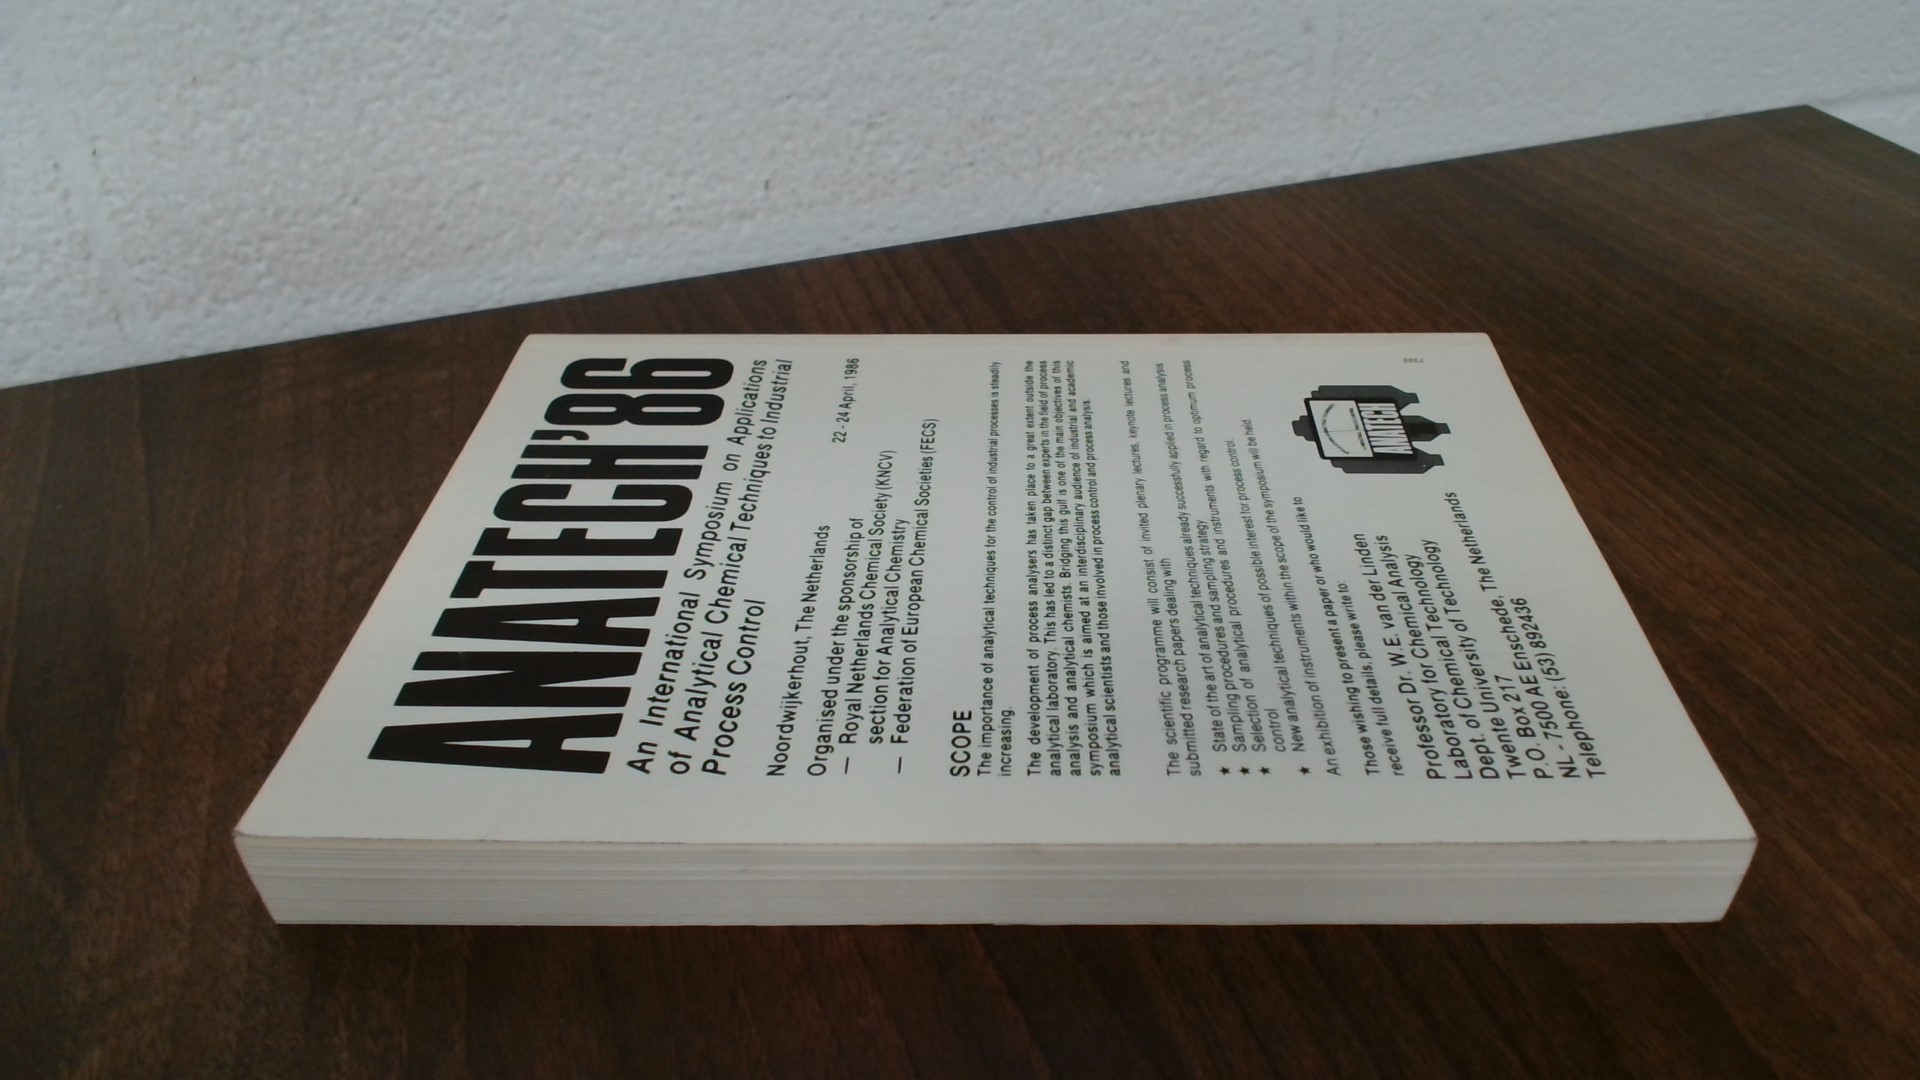 ANATECH'86
An International Symposium on Applications
of Analytical Chemical Techniques to Industrial
Process Control
Noordwijkerhout, The Netherlands 22 - 24 April, 1986
Organised under the sponsorship of
— Royal Netherlands Chemical Society (KNCV)
section for Analytical Chemistry
— Federation of European Chemical Societies (FECS)
SCOPE
The importance of analytical techniques for the control of industrial processes is steadily
increasing.
The development of process analysers has taken place to a great extent outside the
analytical laboratory. This has led to a distinct gap between experts in the field of process
analysis and analytical chemists. Bridging this gulf is one of the main objectives of this
symposium which is aimed at an interdisciplinary audience of industrial and academic
analytical scientists and those involved in process control and process analysis.
The scientific programme will consist of invited plenary lectures, keynote lectures and
submitted research papers dealing with
★ State of the art of analytical techniques already successfully applied in process analysis
★ Sampling procedures and sampling strategy
★ Selection of analytical procedures and instruments with regard to optimum process
control
★ New analytical techniques of possible interest for process control.
An exhibition of instruments within the scope of the symposium will be held.
Those wishing to present a paper or who would like to
receive full details, please write to:
Professor Dr. W.E. van der Linden
Laboratory for Chemical Analysis
Dept. of Chemical Technology
Twente University of Technology
P.O. Box 217
NL - 7500 AE Enschede, The Netherlands
Telephone: (53) 892436
ANATECH